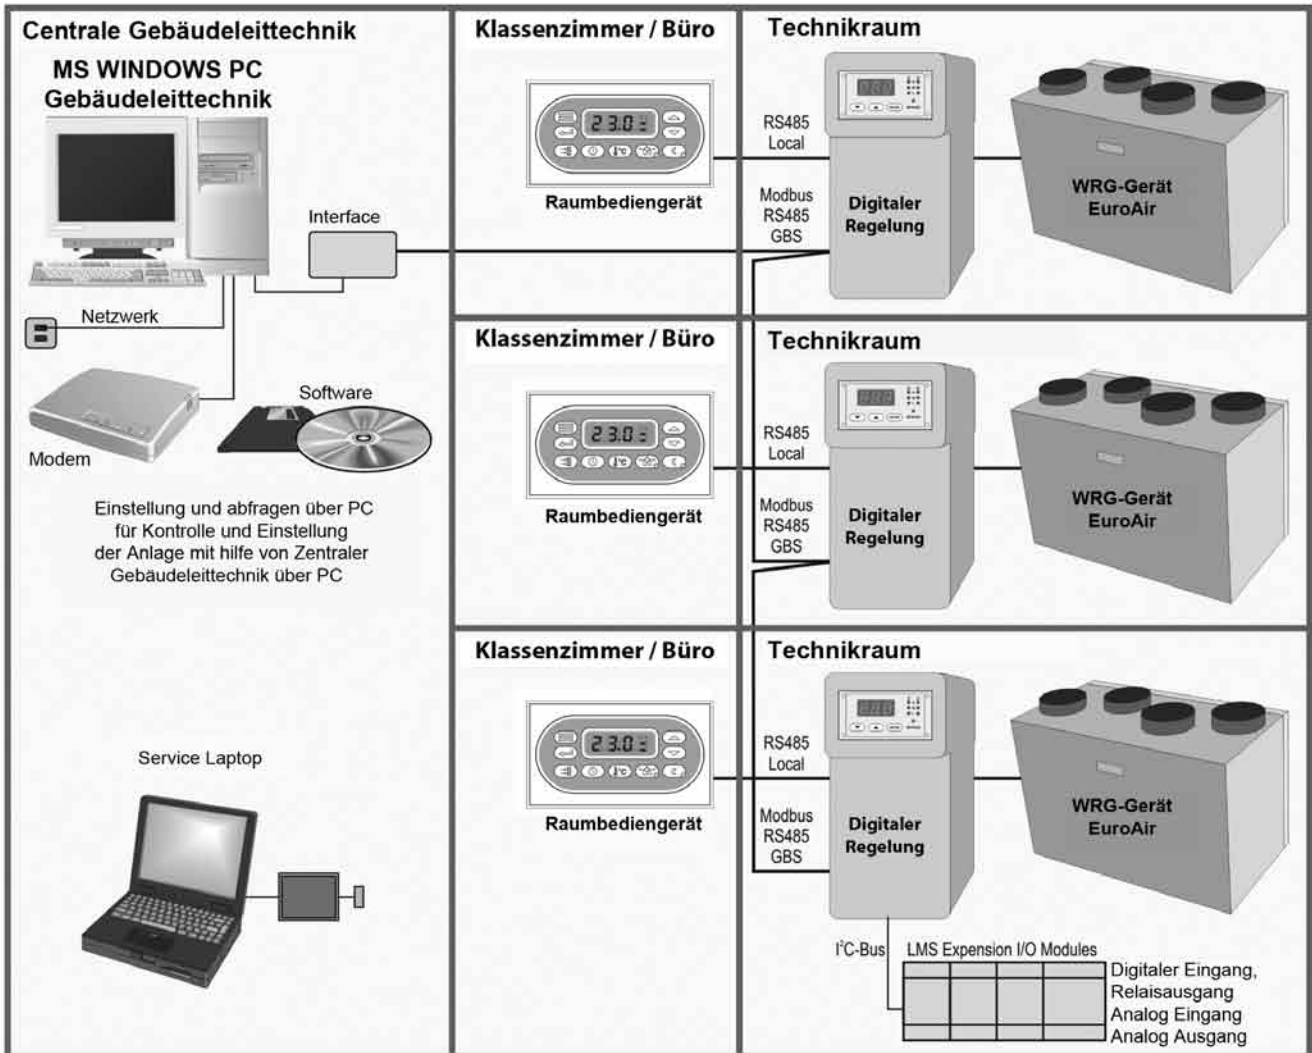 Centrale Gebäudeleittechnik
MS WINDOWS PC
Gebäudeleittechnik
Interface
Netzwerk
Software
Modem
Einstellung und abfragen über PC
für Kontrolle und Einstellung
der Anlage mit hilfe von Zentraler
Gebäudeleittechnik über PC
Service Laptop
Klassenzimmer / Büro
23.0
°C
Raumbediengerät
Technikraum
RS485
Local
Modbus
RS485
GBS
Digitaler
Regelung
WRG-Gerät
EuroAir
Klassenzimmer / Büro
23.0
°C
Raumbediengerät
Technikraum
RS485
Local
Modbus
RS485
GBS
Digitaler
Regelung
WRG-Gerät
EuroAir
Klassenzimmer / Büro
23.0
°C
Raumbediengerät
Technikraum
RS485
Local
Modbus
RS485
GBS
Digitaler
Regelung
WRG-Gerät
EuroAir
I²C-Bus
LMS Expension I/O Modules
Digitaler Eingang,
Relaisausgang
Analog Eingang
Analog Ausgang